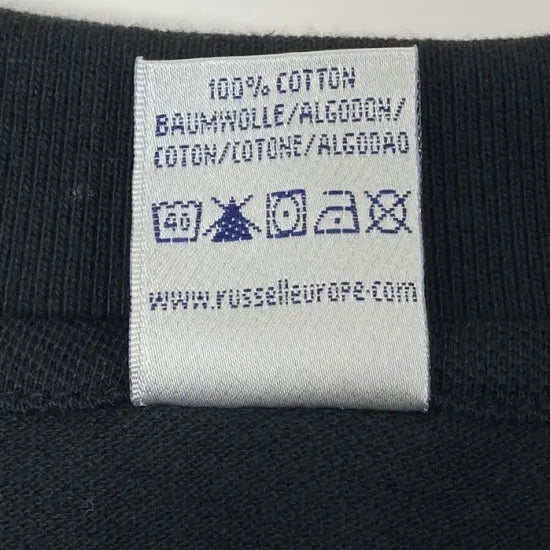 100% COTTON
BAUMWOLLE/ALGODON/
COTON/COTONE/ALGODAO
40
www.russelleurope.com